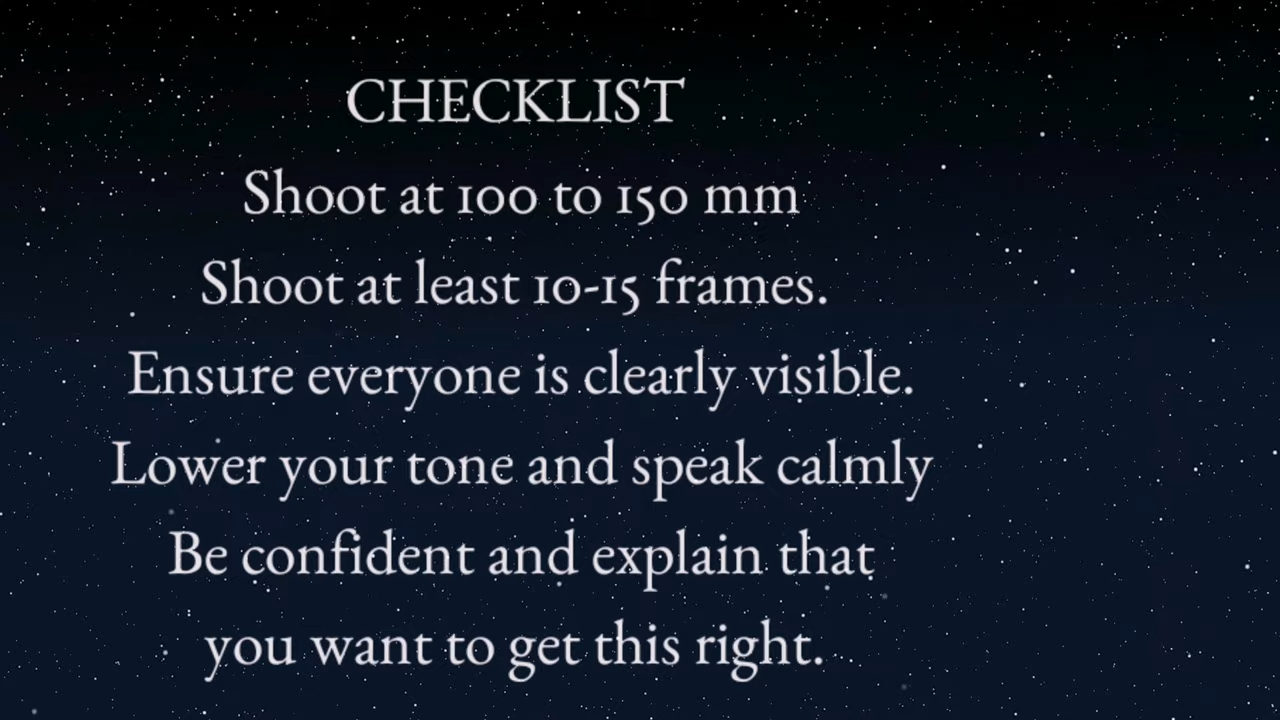 CHECKLIST
Shoot at 100 to 150 mm
Shoot at least 10-15 frames.
Ensure everyone is clearly visible.
Lower your tone and speak calmly
Be confident and explain that
you want to get this right.